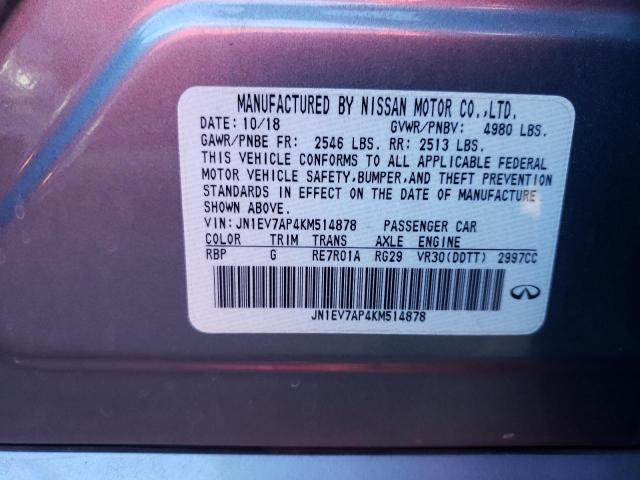 MANUFACTURED BY NISSAN MOTOR CO.,LTD.
DATE: 10/18 GVWR/PNBV: 4980 LBS.
GAWR/PNBE FR: 2546 LBS. RR: 2513 LBS.
THIS VEHICLE CONFORMS TO ALL APPLICABLE FEDERAL
MOTOR VEHICLE SAFETY,BUMPER,AND THEFT PREVENTION
STANDARDS IN EFFECT ON THE DATE OF MANUFACTURE
SHOWN ABOVE.
VIN:JN1EV7AP4KM514878 PASSENGER CAR
COLOR TRIM TRANS AXLE ENGINE
RBP G RE7R01A RG29 VR30(DDTT) 2997CC
JN1EV7AP4KM514878